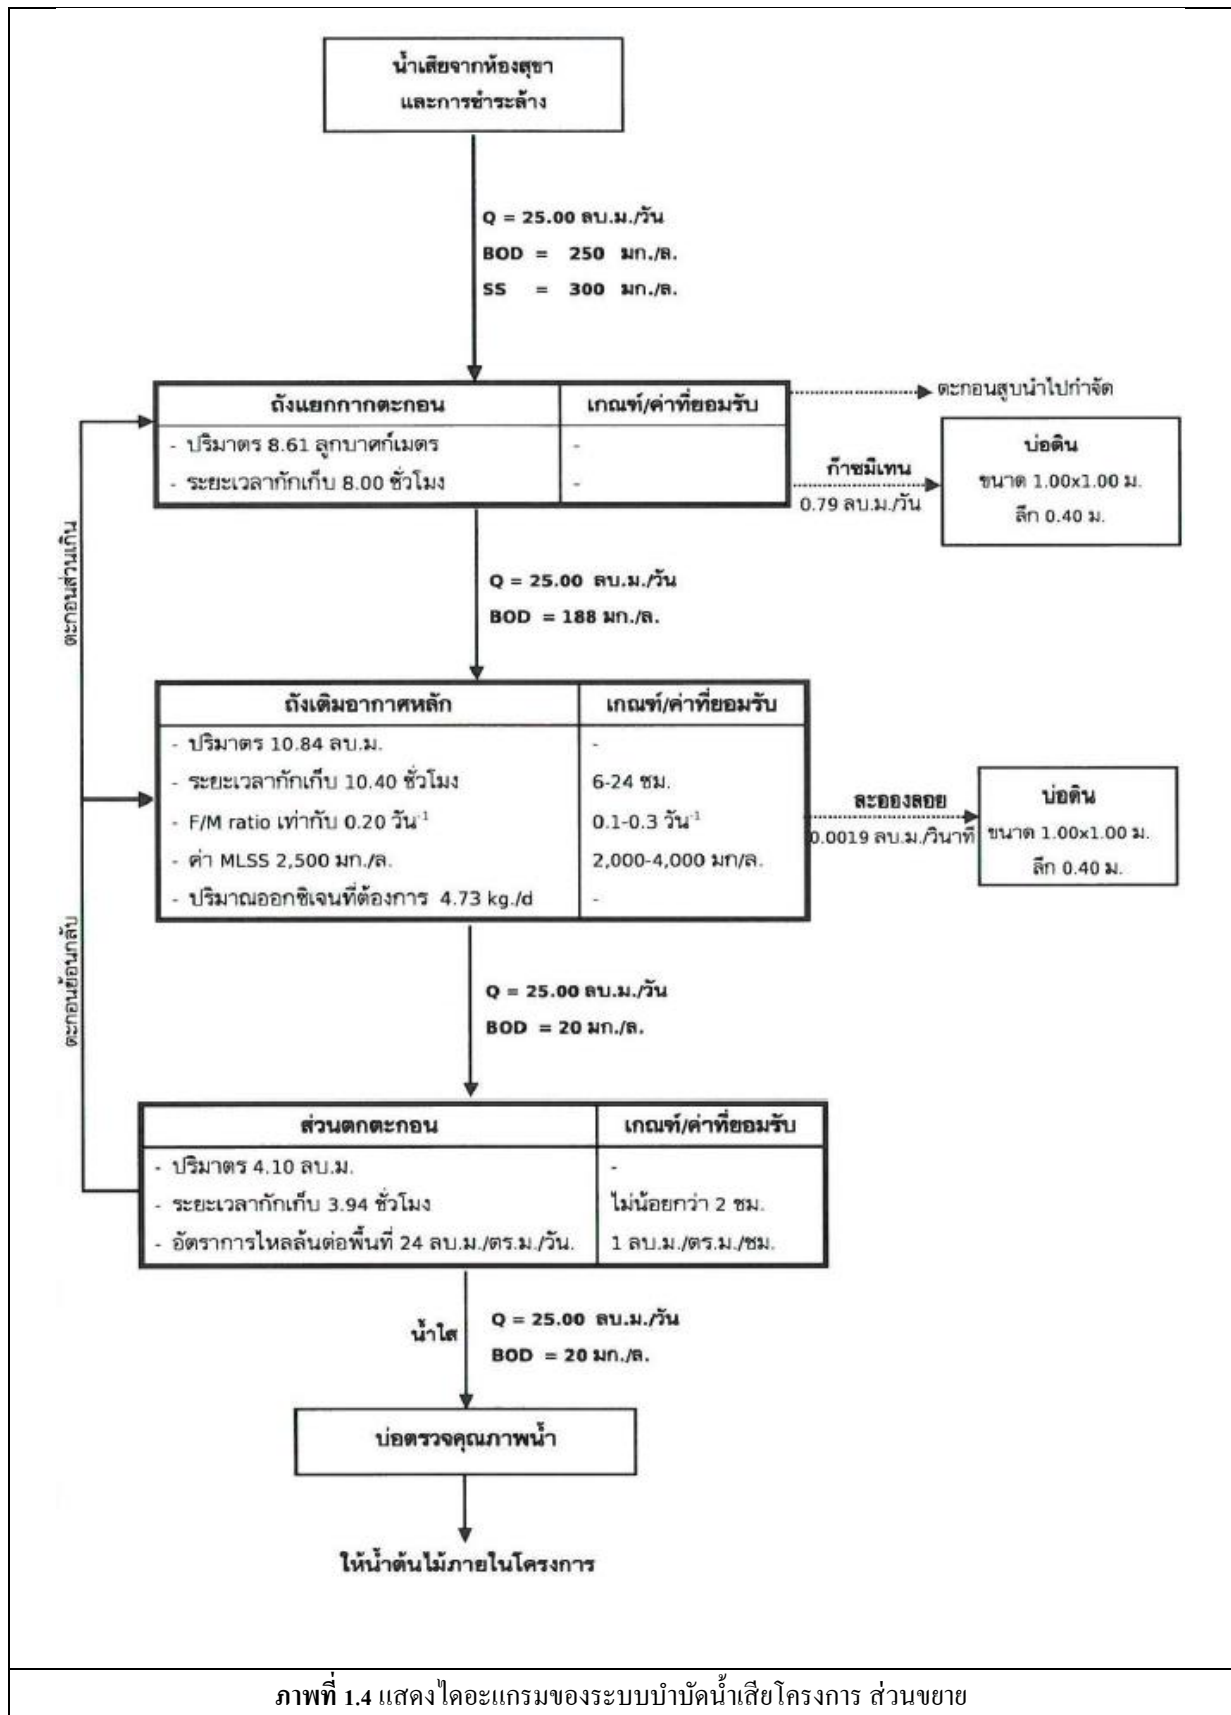 น้ำเสียจากห้องสุขา
และการชำระล้าง
Q = 25.00 ลบ.ม./วัน
BOD = 250 มก./ล.
SS = 300 มก./ล.
ถังแยกกากตะกอน เกณฑ์/ค่าที่ยอมรับ
- ปริมาตร 8.61 ลูกบาศก์เมตร -
- ระยะเวลากักเก็บ 8.00 ชั่วโมง -
ตะกอนสูบนำไปกำจัด
ก๊าซมีเทน
0.79 ลบ.ม./วัน
บ่อดิน
ขนาด 1.00x1.00 ม.
ลึก 0.40 ม.
ตะกอนส่วนเกิน
Q = 25.00 ลบ.ม./วัน
BOD = 188 มก./ล.
ถังเติมอากาศหลัก เกณฑ์/ค่าที่ยอมรับ
- ปริมาตร 10.84 ลบ.ม. -
- ระยะเวลากักเก็บ 10.40 ชั่วโมง 6-24 ชม.
- F/M ratio เท่ากับ 0.20 วัน⁻¹ 0.1-0.3 วัน⁻¹
- ค่า MLSS 2,500 มก./ล. 2,000-4,000 มก/ล.
- ปริมาณออกซิเจนที่ต้องการ 4.73 kg./d -
ละอองลอย
0.0019 ลบ.ม./วินาที
บ่อดิน
ขนาด 1.00x1.00 ม.
ลึก 0.40 ม.
ตะกอนย้อนกลับ
Q = 25.00 ลบ.ม./วัน
BOD = 20 มก./ล.
ส่วนตกตะกอน เกณฑ์/ค่าที่ยอมรับ
- ปริมาตร 4.10 ลบ.ม. -
- ระยะเวลากักเก็บ 3.94 ชั่วโมง ไม่น้อยกว่า 2 ชม.
- อัตราการไหลล้นต่อพื้นที่ 24 ลบ.ม./ตร.ม./วัน. 1 ลบ.ม./ตร.ม./ชม.
น้ำใส
Q = 25.00 ลบ.ม./วัน
BOD = 20 มก./ล.
บ่อตรวจคุณภาพน้ำ
ให้น้ำต้นไม้ภายในโครงการ
ภาพที่ 1.4 แสดงไดอะแกรมของระบบบำบัดน้ำเสียโครงการ ส่วนขยาย